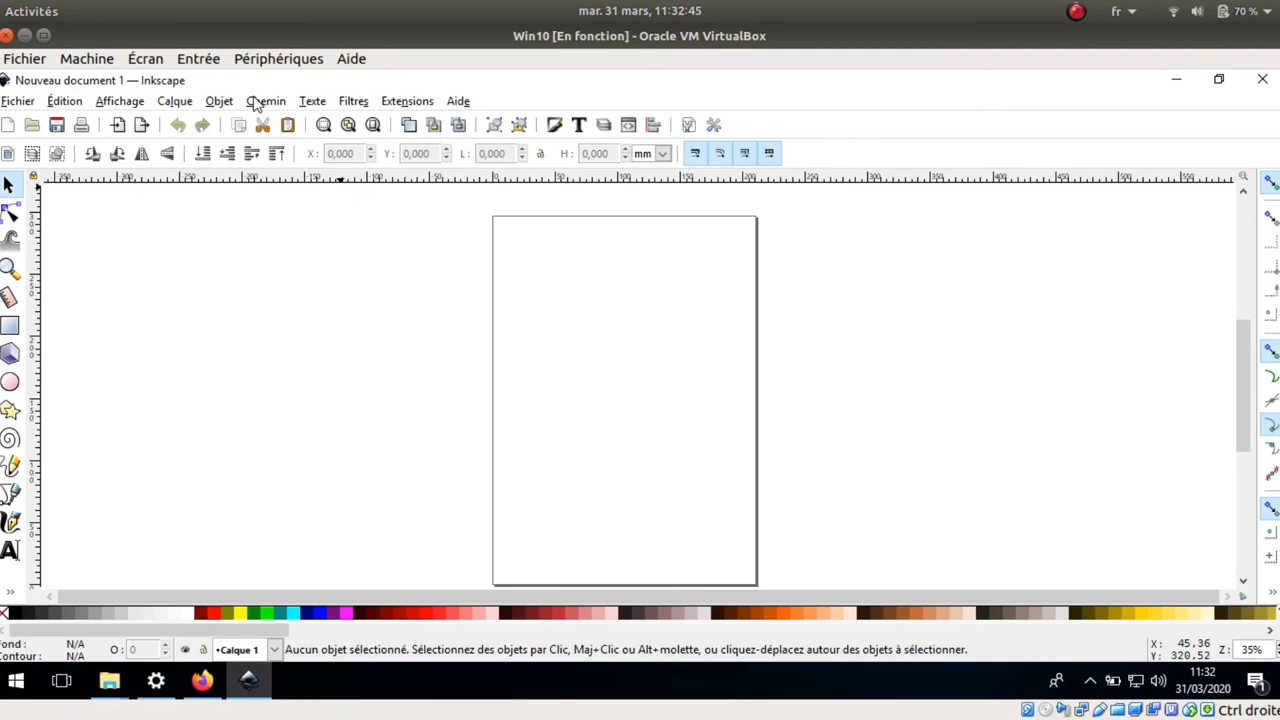 Activités
mar. 31 mars, 11:32:45
fr
70 %
Win10 [En fonction] - Oracle VM VirtualBox
Fichier Machine Écran Entrée Périphériques Aide
Nouveau document 1 — Inkscape
Fichier Édition Affichage Calque Objet Chemin Texte Filtres Extensions Aide
X: 0,000 Y: 0,000 L: 0,000 H: 0,000 mm
Fond : N/A
Contour: N/A
O: 0
•Calque 1
Aucun objet sélectionné. Sélectionnez des objets par Clic, Maj+Clic ou Alt+molette, ou cliquez-déplacez autour des objets à sélectionner.
X: 45,36
Y: 320,52
Z: 35%
11:32
31/03/2020
1
Ctrl droite